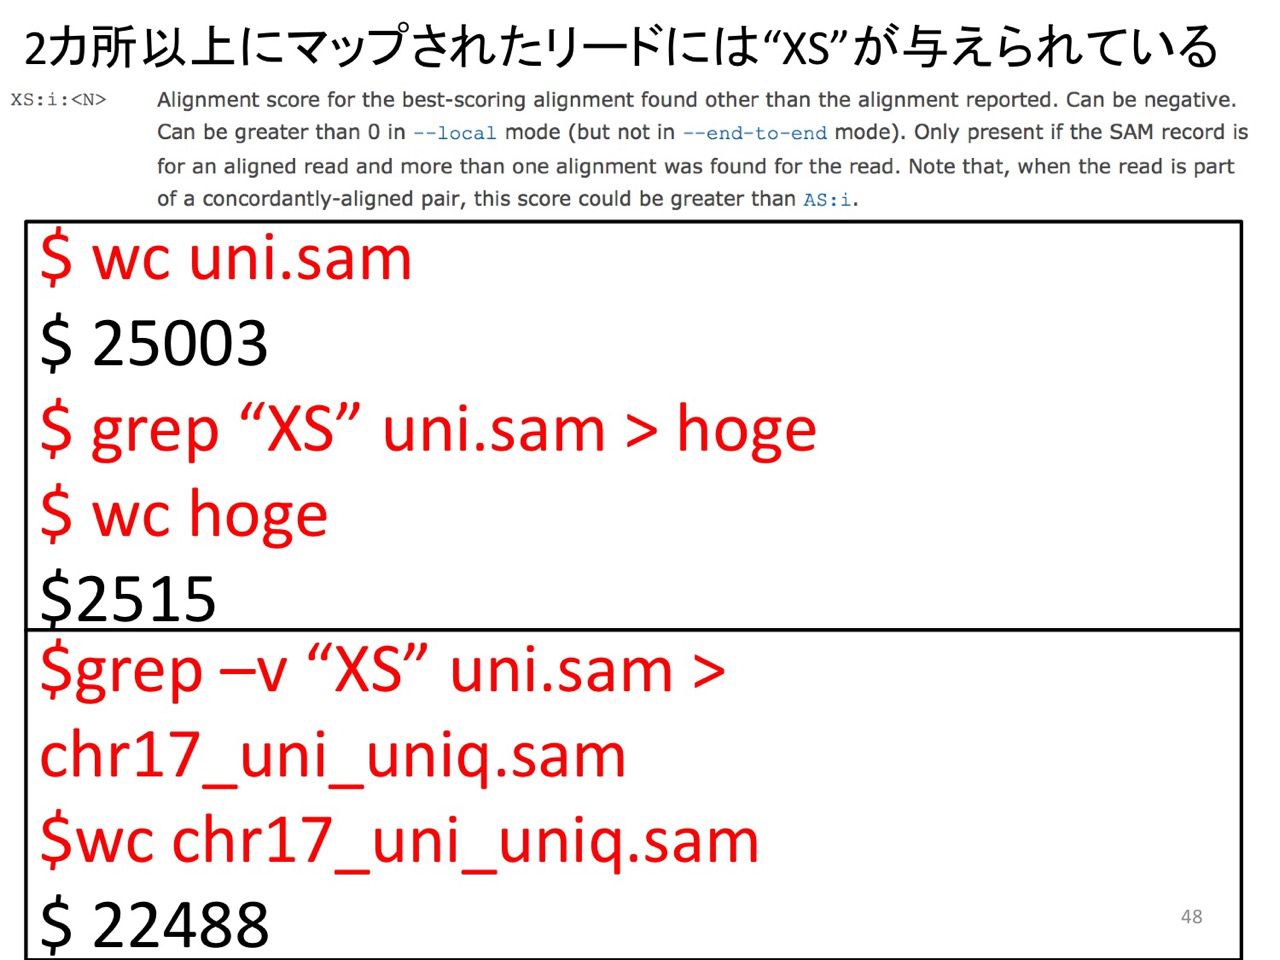 2カ所以上にマップされたリードには“XS”が与えられている
XS:i:<N> Alignment score for the best-scoring alignment found other than the alignment reported. Can be negative.
Can be greater than 0 in --local mode (but not in --end-to-end mode). Only present if the SAM record is
for an aligned read and more than one alignment was found for the read. Note that, when the read is part
of a concordantly-aligned pair, this score could be greater than AS:i.
$ wc uni.sam
$ 25003
$ grep “XS” uni.sam > hoge
$ wc hoge
$2515
$grep –v “XS” uni.sam >
chr17_uni_uniq.sam
$wc chr17_uni_uniq.sam
$ 22488
48